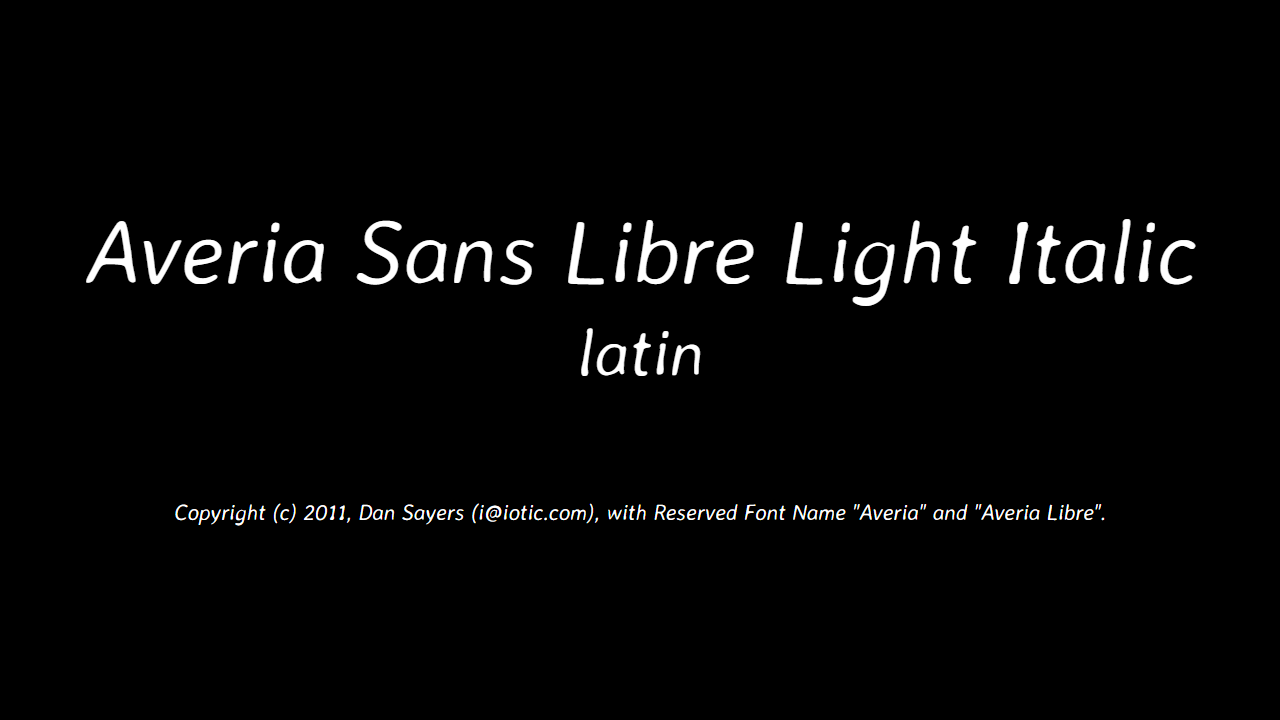 Averia Sans Libre Light Italic
latin
Copyright (c) 2011, Dan Sayers (i@iotic.com), with Reserved Font Name "Averia" and "Averia Libre".